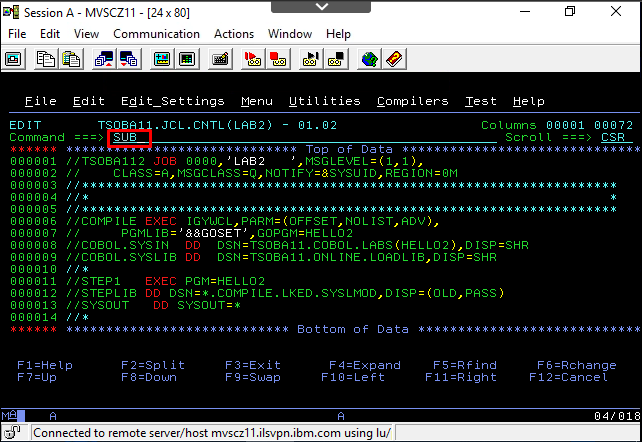 Session A - MVSCZ11 - [24 x 80]
File Edit View Communication Actions Window Help
File Edit Edit_Settings Menu Utilities Compilers Test Help
EDIT TSOBA11.JCL.CNTL(LAB2) - 01.02 Columns 00001 00072
Command ===> SUB Scroll ===> CSR
****** *************************** Top of Data ****************************
000001 //TSOBA112 JOB 0000,'LAB2   ',MSGLEVEL=(1,1),
000002 // CLASS=A,MSGCLASS=Q,NOTIFY=&SYSUID,REGION=0M
000003 //*******************************************************************
000004 //* *
000005 //*******************************************************************
000006 //COMPILE EXEC IGYWCL,PARM=(OFFSET,NOLIST,ADV),
000007 // PGMLIB='&&GOSET',GOPGM=HELLO2
000008 //COBOL.SYSIN DD DSN=TSOBA11.COBOL.LABS(HELLO2),DISP=SHR
000009 //COBOL.SYSLIB DD DSN=TSOBA11.ONLINE.LOADLIB,DISP=SHR
000010 //*
000011 //STEP1 EXEC PGM=HELLO2
000012 //STEPLIB DD DSN=*.COMPILE.LKED.SYSLMOD,DISP=(OLD,PASS)
000013 //SYSOUT DD SYSOUT=*
000014 //*
****** ************************** Bottom of Data **************************
F1=Help F2=Split F3=Exit F4=Expand F5=Rfind F6=Rchange
F7=Up F8=Down F9=Swap F10=Left F11=Right F12=Cancel
MA A A 04/018
Connected to remote server/host mvscz11.ilsvpn.ibm.com using lu/